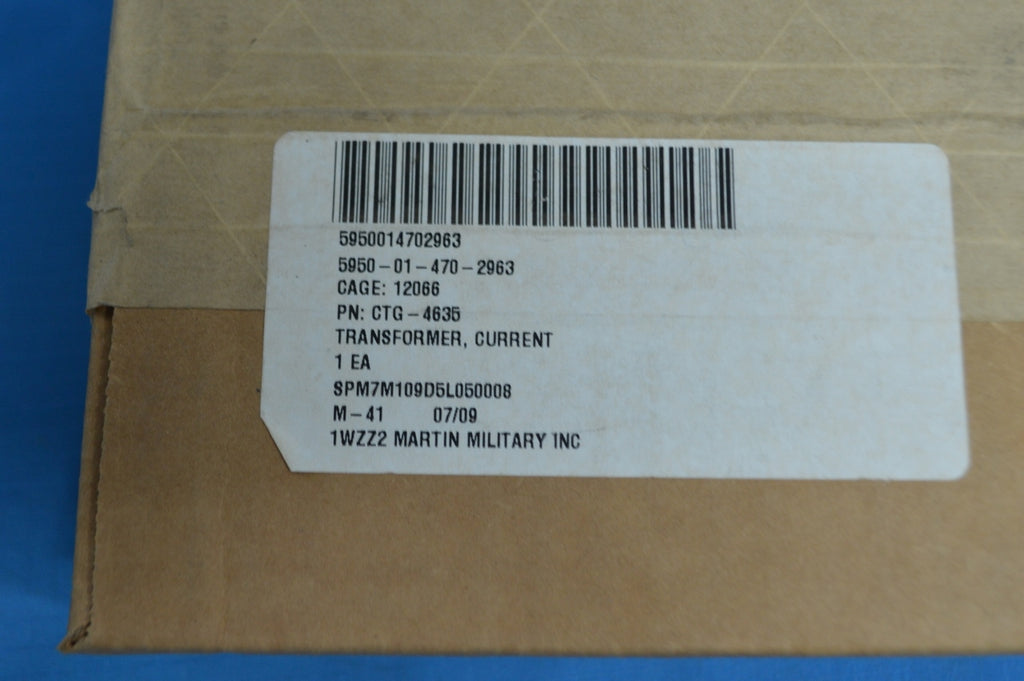 5950014702963
5950-01-470-2963
CAGE: 12066
PN: CTG-4635
TRANSFORMER, CURRENT
1 EA
SPM7M109D5L050008
M-41 07/09
1WZZ2 MARTIN MILITARY INC